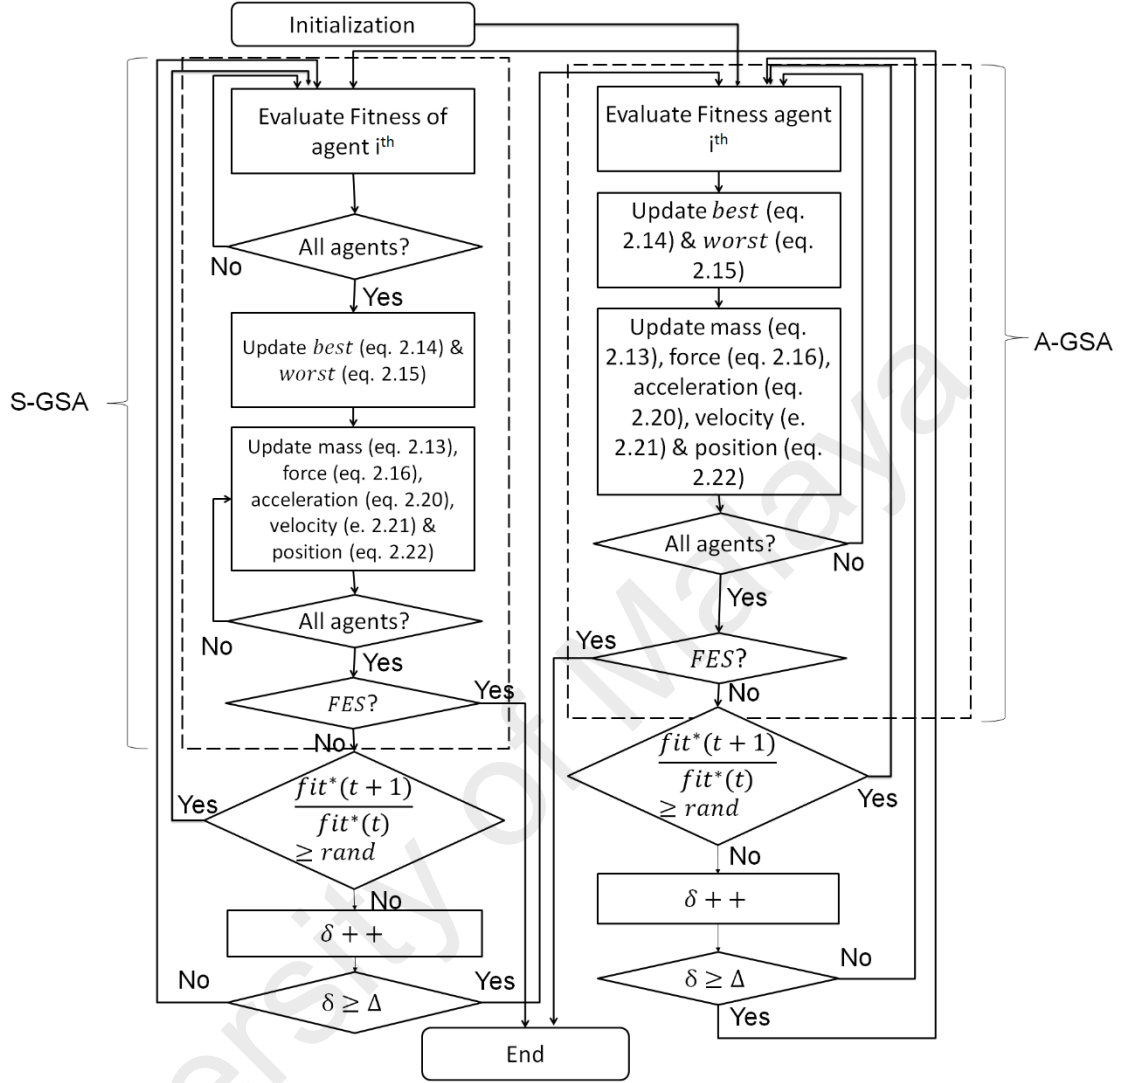 Initialization
S-GSA
Evaluate Fitness of
agent iᵗʰ
All agents?
No
Yes
Update best (eq. 2.14) &
worst (eq. 2.15)
Update mass (eq. 2.13),
force (eq. 2.16),
acceleration (eq. 2.20),
velocity (e. 2.21) &
position (eq. 2.22)
All agents?
No
Yes
FES?
Yes
No
fit*(t + 1)
fit*(t)
≥ rand
Yes
No
δ + +
δ ≥ Δ
No
Yes
A-GSA
Evaluate Fitness agent
iᵗʰ
Update best (eq.
2.14) & worst (eq.
2.15)
Update mass (eq.
2.13), force (eq. 2.16),
acceleration (eq.
2.20), velocity (e.
2.21) & position (eq.
2.22)
All agents?
No
Yes
FES?
Yes
No
fit*(t + 1)
fit*(t)
≥ rand
Yes
No
δ + +
δ ≥ Δ
No
Yes
End
ersity of Malaya